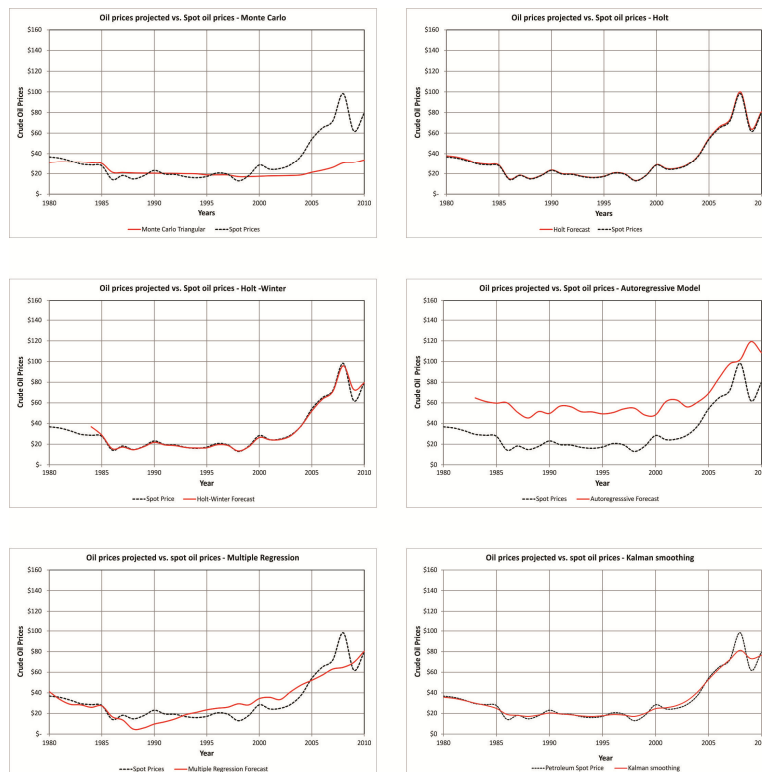 Oil prices projected vs. Spot oil prices - Monte Carlo
$160
$140
$120
$100
$80
$60
$40
$20
$-
Crude Oil Prices
1980 1985 1990 1995 2000 2005 2010
Years
Monte Carlo Triangular Spot Prices
Oil prices projected vs. Spot oil prices - Holt
$160
$140
$120
$100
$80
$60
$40
$20
$-
Crude Oil Prices
1980 1985 1990 1995 2000 2005 20
Years
Holt Forecast Spot Prices
Oil prices projected vs. Spot oil prices - Holt -Winter
$160
$140
$120
$100
$80
$60
$40
$20
$-
Crude Oil Prices
1980 1985 1990 1995 2000 2005 2010
Year
Spot Price Holt-Winter Forecast
Oil prices projected vs. Spot oil prices - Autoregressive Model
$160
$140
$120
$100
$80
$60
$40
$20
$0
Crude Oil Prices
1980 1985 1990 1995 2000 2005 20
Year
Spot Prices Autoregresssive Forecast
Oil prices projected vs. spot oil prices - Multiple Regression
$160
$140
$120
$100
$80
$60
$40
$20
$-
Crude Oil Prices
1980 1985 1990 1995 2000 2005 2010
Year
Spot Prices Multiple Regression Forecast
Oil prices projected vs. spot oil prices - Kalman smoothing
$160
$140
$120
$100
$80
$60
$40
$20
$0
Crude Oil Prices
1980 1985 1990 1995 2000 2005 20
Year
Petroleum Spot Price Kalman smoothing